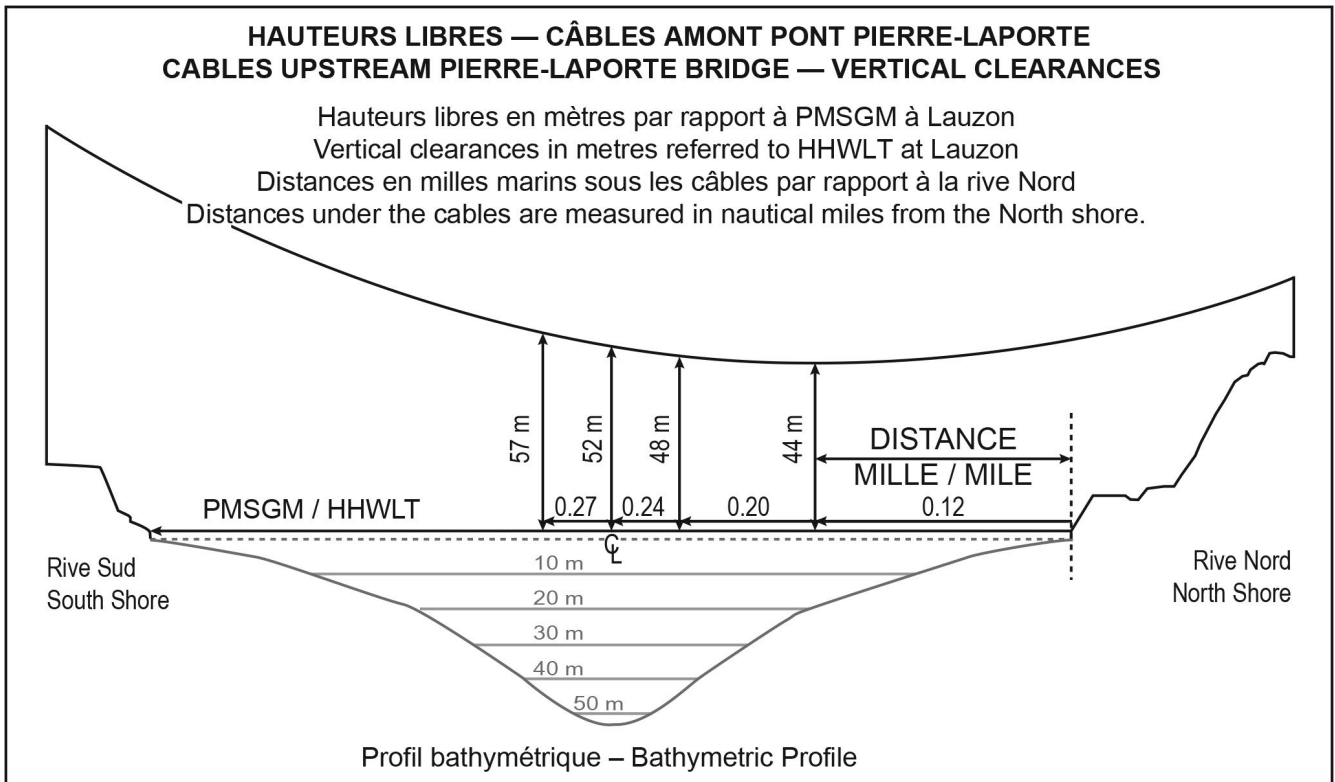 HAUTEURS LIBRES — CÂBLES AMONT PONT PIERRE-LAPORTE
CABLES UPSTREAM PIERRE-LAPORTE BRIDGE — VERTICAL CLEARANCES
Hauteurs libres en mètres par rapport à PMSGM à Lauzon
Vertical clearances in metres referred to HHWLT at Lauzon
Distances en milles marins sous les câbles par rapport à la rive Nord
Distances under the cables are measured in nautical miles from the North shore.
57 m
52 m
48 m
44 m
DISTANCE
MILLE / MILE
PMSGM / HHWLT
0.27
0.24
0.20
0.12
CL
Rive Sud
South Shore
Rive Nord
North Shore
10 m
20 m
30 m
40 m
50 m
Profil bathymétrique – Bathymetric Profile